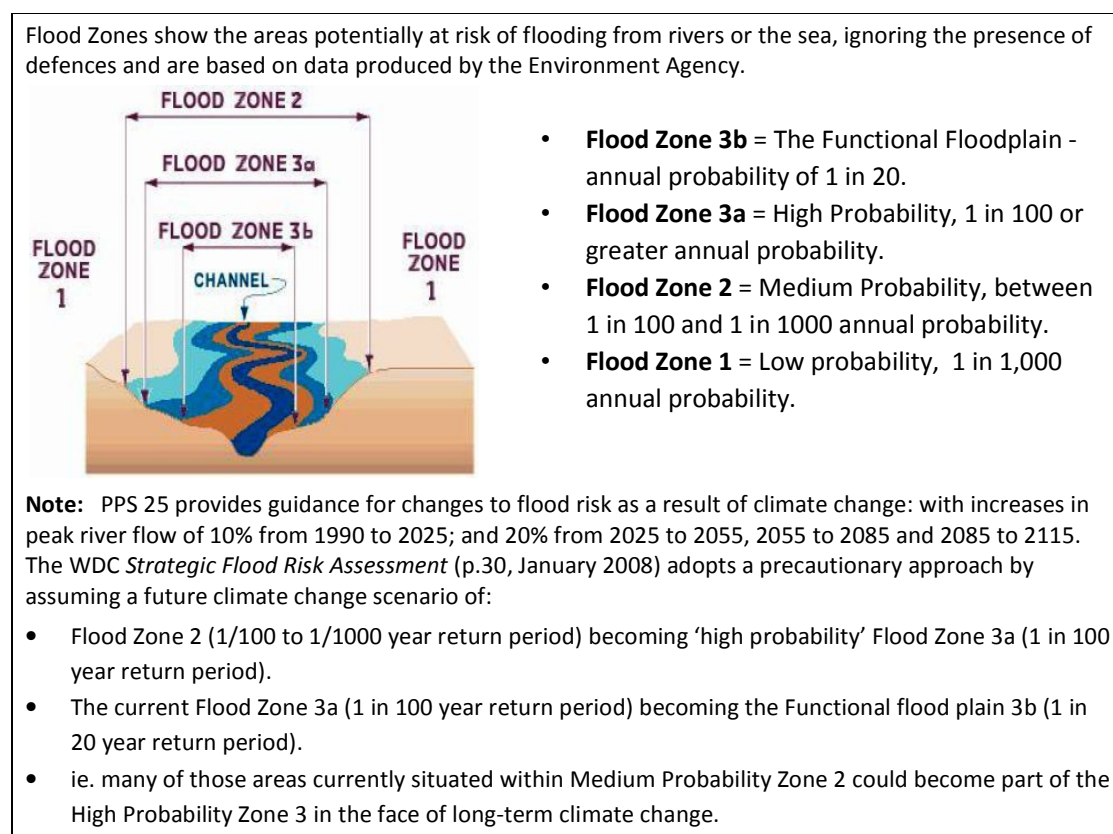 Flood Zones show the areas potentially at risk of flooding from rivers or the sea, ignoring the presence of
defences and are based on data produced by the Environment Agency.
FLOOD ZONE 2
FLOOD ZONE 3a
FLOOD ZONE 3b
FLOOD
ZONE
1
FLOOD
ZONE
1
CHANNEL
• Flood Zone 3b = The Functional Floodplain -
annual probability of 1 in 20.
• Flood Zone 3a = High Probability, 1 in 100 or
greater annual probability.
• Flood Zone 2 = Medium Probability, between
1 in 100 and 1 in 1000 annual probability.
• Flood Zone 1 = Low probability, 1 in 1,000
annual probability.
Note: PPS 25 provides guidance for changes to flood risk as a result of climate change: with increases in
peak river flow of 10% from 1990 to 2025; and 20% from 2025 to 2055, 2055 to 2085 and 2085 to 2115.
The WDC Strategic Flood Risk Assessment (p.30, January 2008) adopts a precautionary approach by
assuming a future climate change scenario of:
• Flood Zone 2 (1/100 to 1/1000 year return period) becoming ‘high probability’ Flood Zone 3a (1 in 100
year return period).
• The current Flood Zone 3a (1 in 100 year return period) becoming the Functional flood plain 3b (1 in
20 year return period).
• ie. many of those areas currently situated within Medium Probability Zone 2 could become part of the
High Probability Zone 3 in the face of long-term climate change.